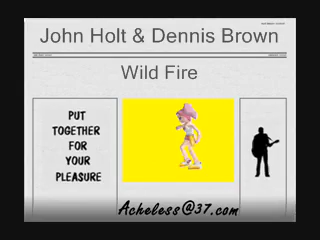 John Holt & Dennis Brown
Wild Fire
PUT
TOGETHER
FOR
YOUR
PLEASURE
Acheless@37.com